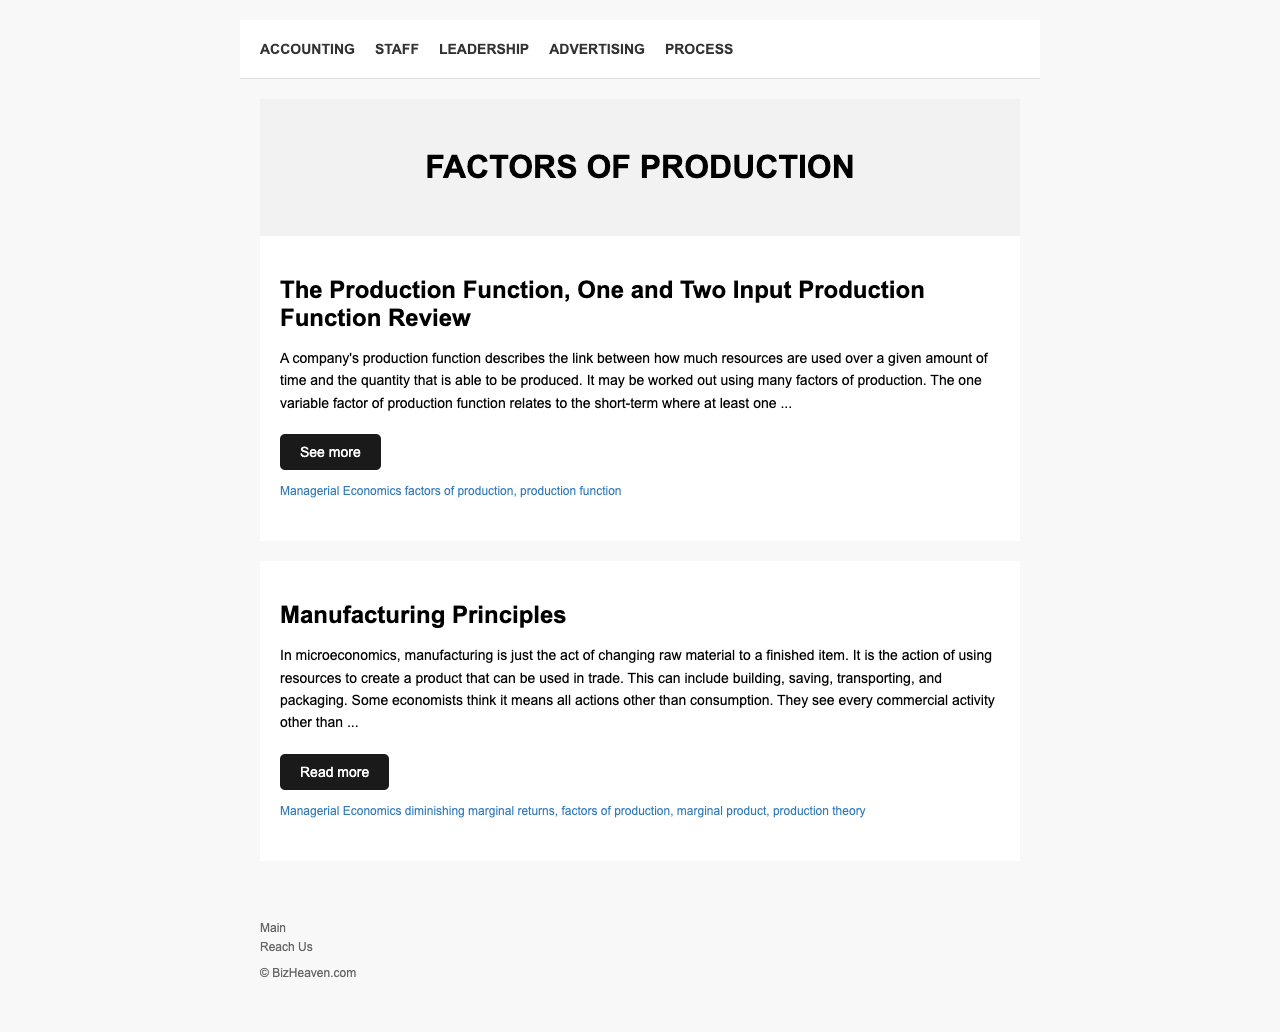 ACCOUNTING STAFF LEADERSHIP ADVERTISING PROCESS
FACTORS OF PRODUCTION
The Production Function, One and Two Input Production
Function Review
A company's production function describes the link between how much resources are used over a given amount of
time and the quantity that is able to be produced. It may be worked out using many factors of production. The one
variable factor of production function relates to the short-term where at least one ...
See more
Managerial Economics factors of production, production function
Manufacturing Principles
In microeconomics, manufacturing is just the act of changing raw material to a finished item. It is the action of using
resources to create a product that can be used in trade. This can include building, saving, transporting, and
packaging. Some economists think it means all actions other than consumption. They see every commercial activity
other than ...
Read more
Managerial Economics diminishing marginal returns, factors of production, marginal product, production theory
Main
Reach Us
© BizHeaven.com